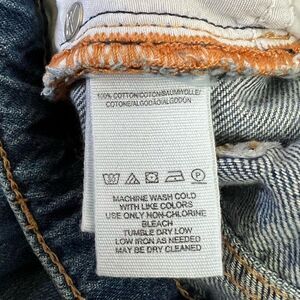 100% COTTON/COTON/BAUMWOLLE/
COTONE/ALGODÃO/ALGODÓN
MACHINE WASH COLD
WITH LIKE COLORS
USE ONLY NON-CHLORINE
BLEACH
TUMBLE DRY LOW
LOW IRON AS NEEDED
MAY BE DRY CLEANED